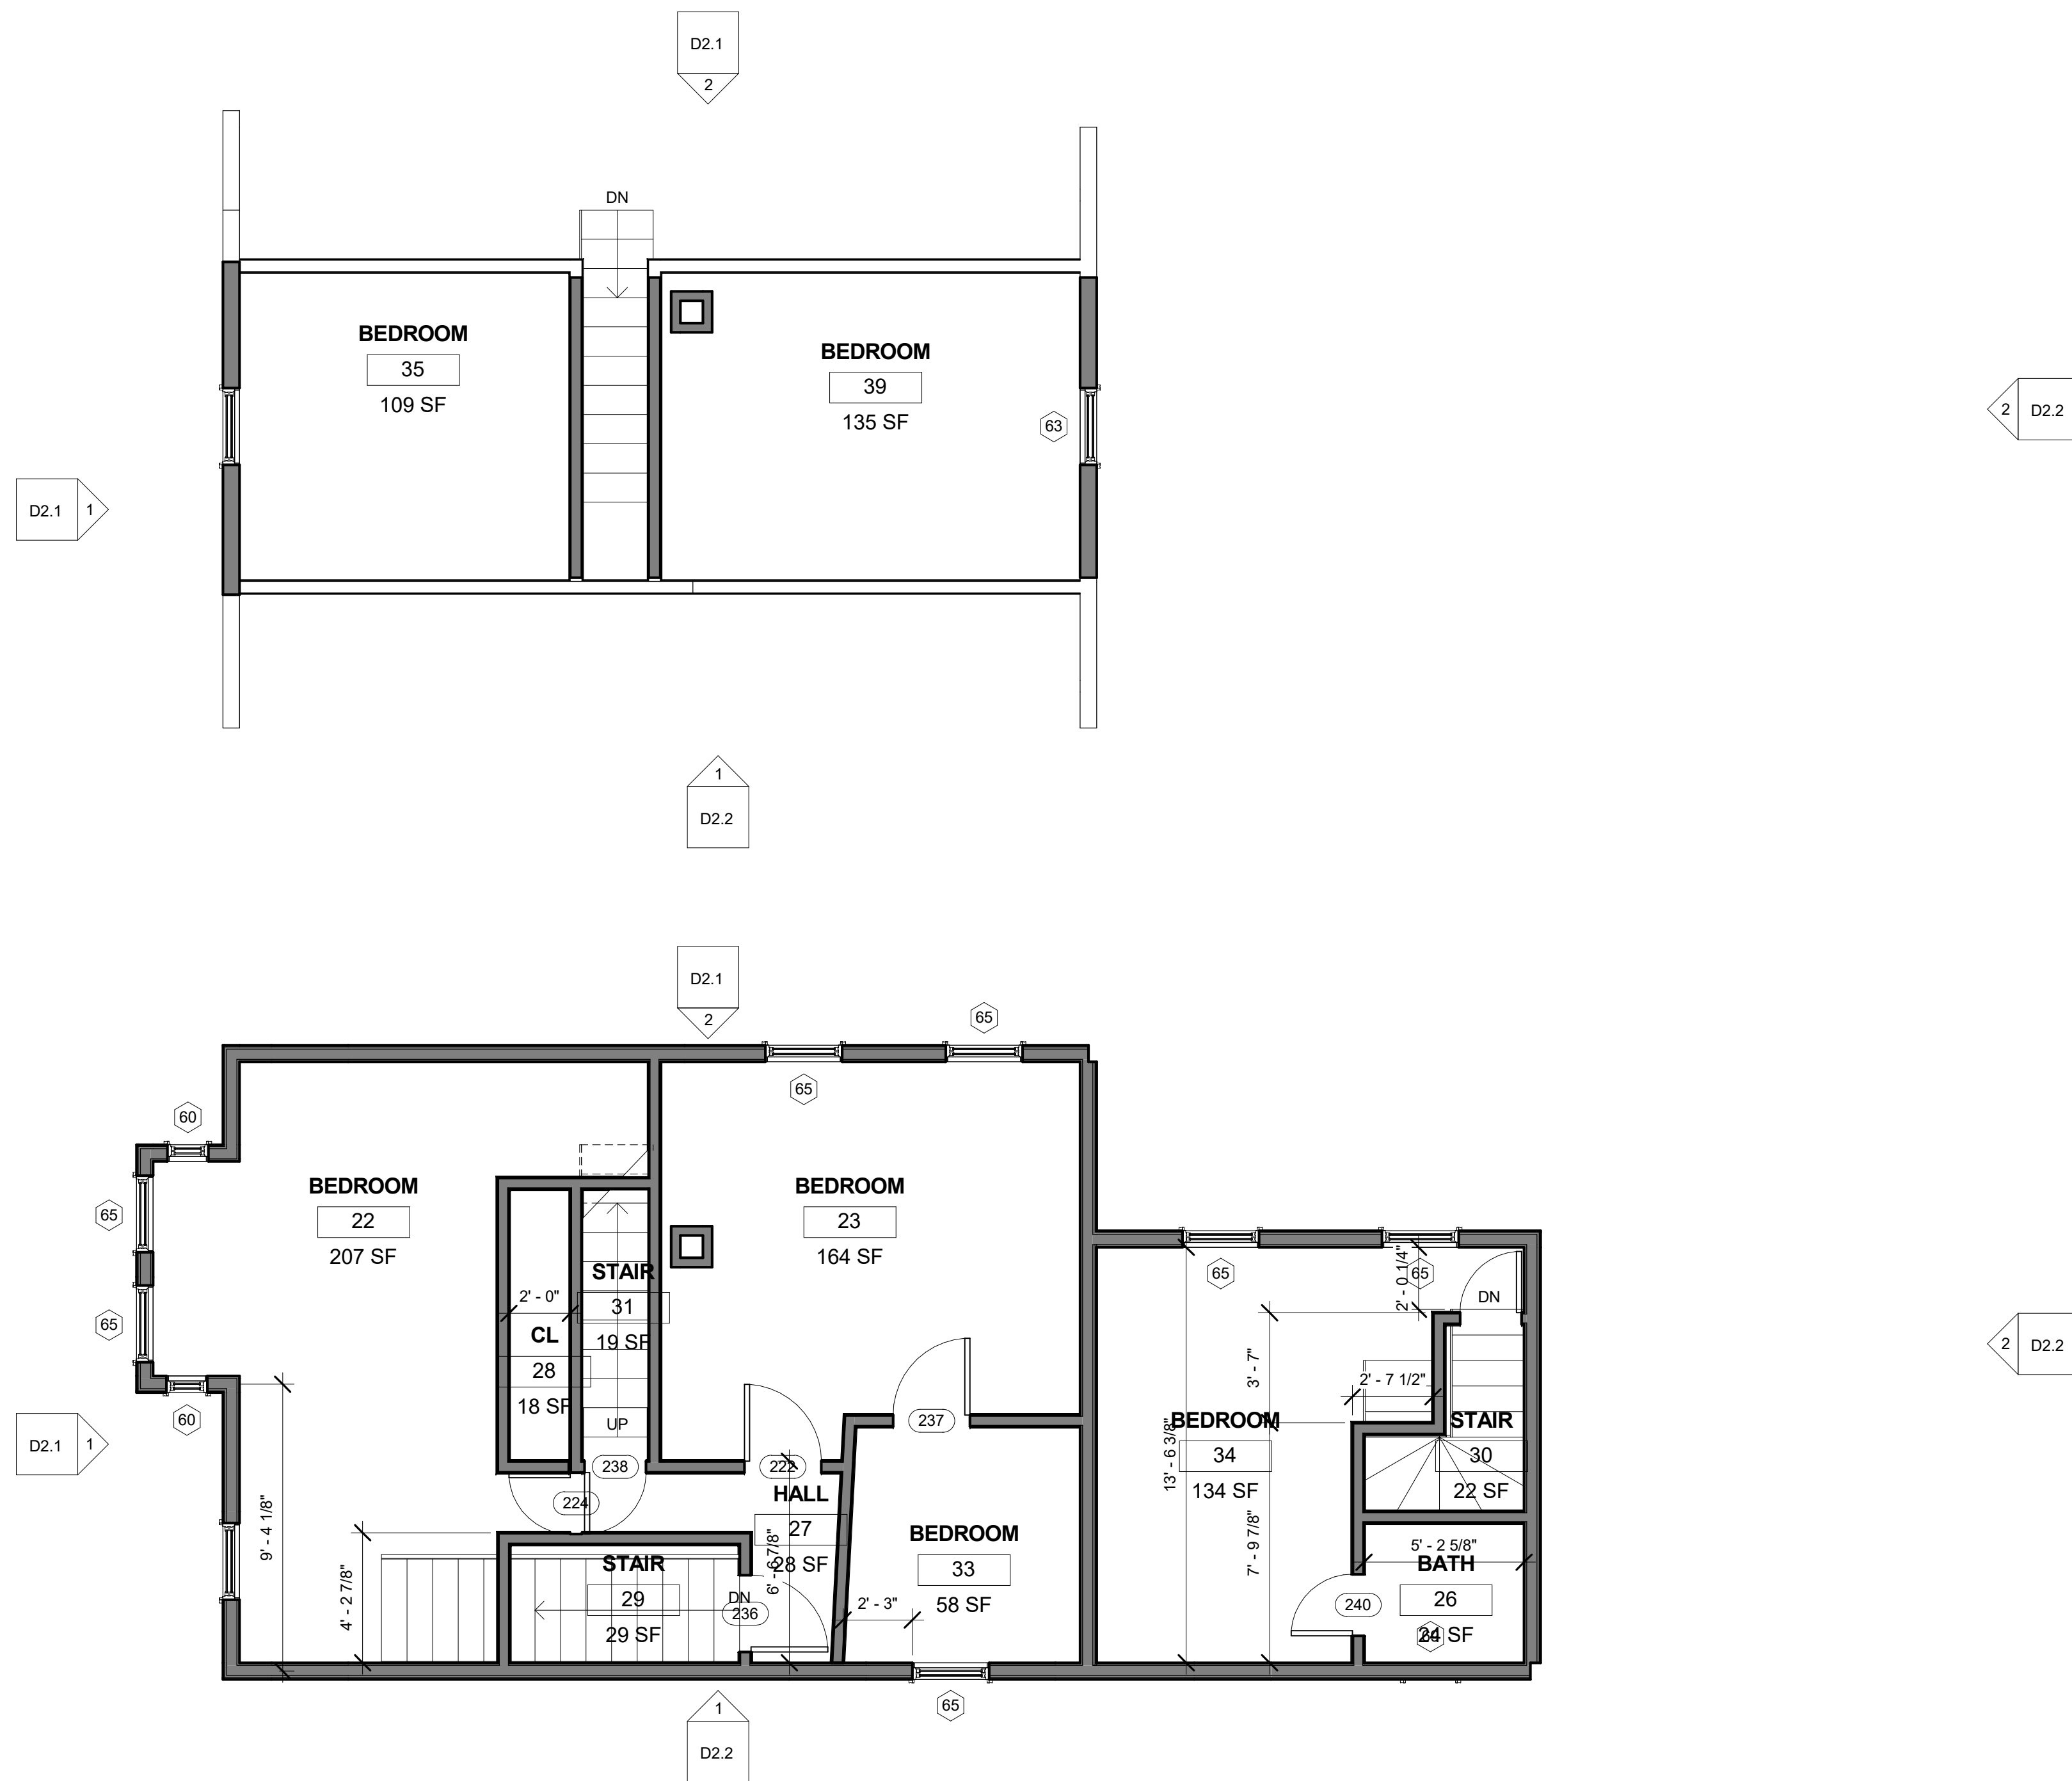 D2.1
2
DN
BEDROOM
35
109 SF
BEDROOM
39
135 SF
63
2
D2.2
D2.1
1
1
D2.2
D2.1
2
65
65
60
65
65
60
BEDROOM
22
207 SF
BEDROOM
23
164 SF
STAIR
31
19 SF
2' - 0"
CL
28
18 SF
UP
238
222
224
237
HALL
27
28 SF
6' - 6 7/8"
STAIR
29
29 SF
DN
236
BEDROOM
33
58 SF
2' - 3"
9' - 4 1/8"
4' - 2 7/8"
65
65
65
2' - 0 1/4"
DN
3' - 7"
2' - 7 1/2"
13' - 6 3/8"
BEDROOM
34
134 SF
STAIR
30
22 SF
7' - 9 7/8"
5' - 2 5/8"
BATH
26
24 SF
240
2
D2.2
D2.1
1
1
D2.2